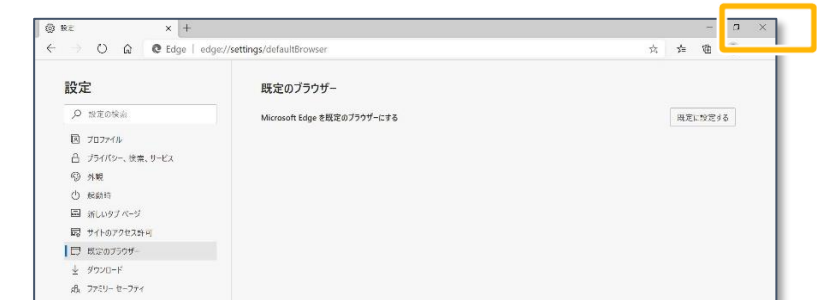 設定
Edge | edge://settings/defaultBrowser
設定
設定の検索
プロファイル
プライバシー、検索、サービス
外観
起動時
新しいタブ ページ
サイトのアクセス許可
既定のブラウザー
ダウンロード
ファミリー セーフティ
既定のブラウザー
Microsoft Edge を既定のブラウザーにする
既定に設定する